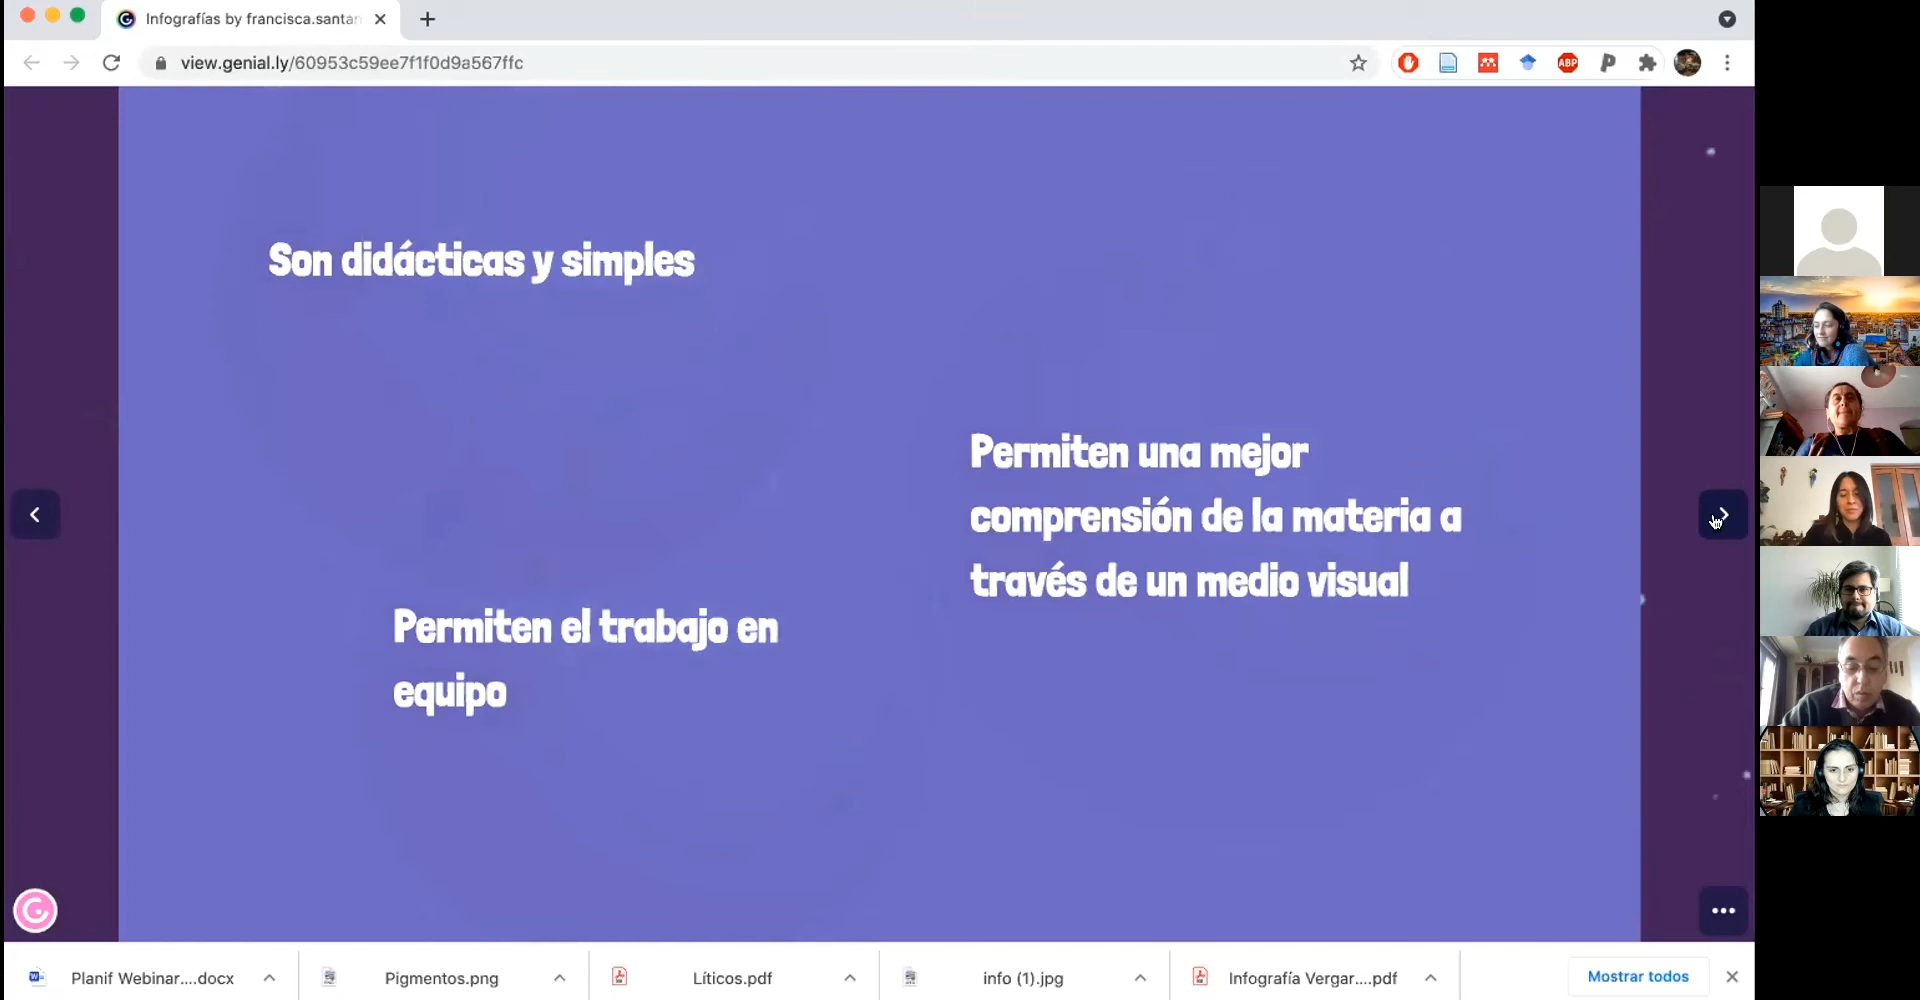 Infografías by francisca.santan
view.genial.ly/60953c59ee7f1f0d9a567ffc
ABP
Son didácticas y simples
Permiten una mejor
comprensión de la materia a
través de un medio visual
Permiten el trabajo en
equipo
Planif Webinar....docx
Pigmentos.png
Líticos.pdf
info (1).jpg
Infografía Vergar....pdf
Mostrar todos